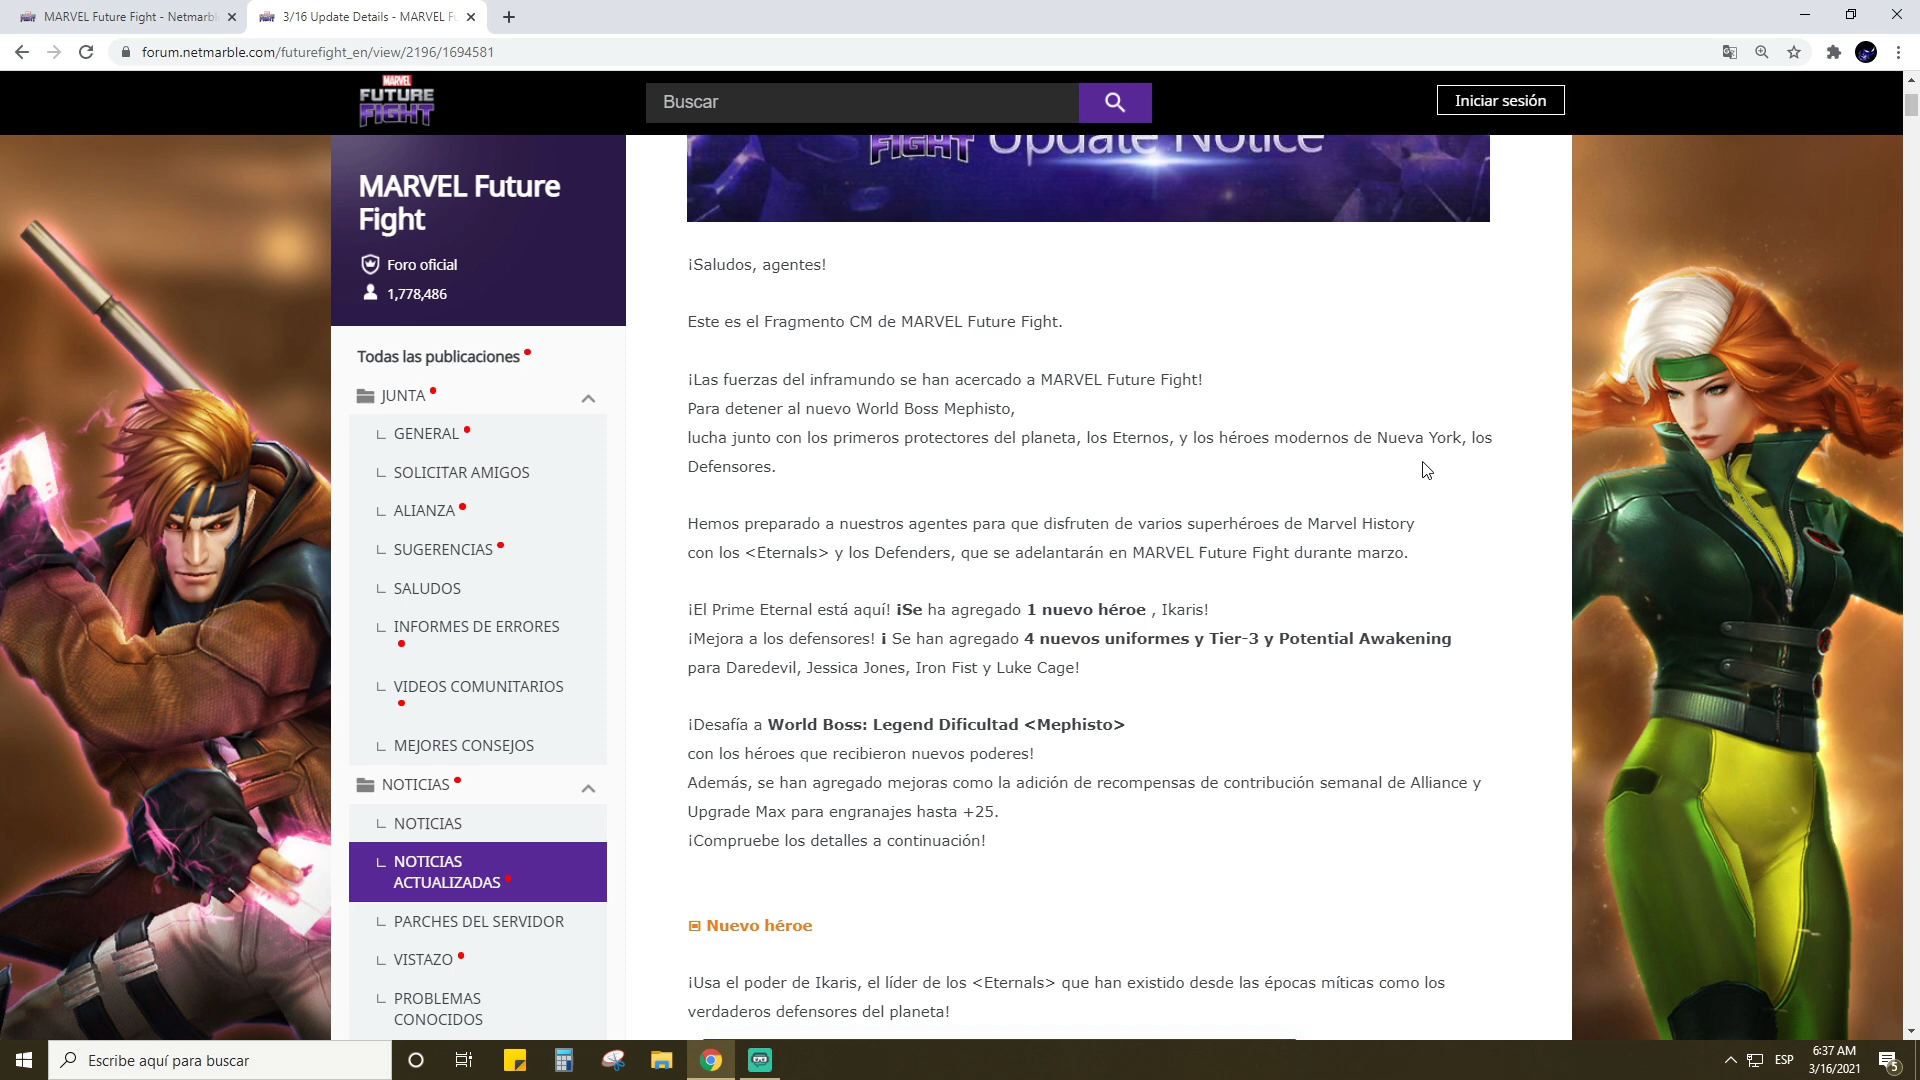 MARVEL Future Fight - Netmarbl
3/16 Update Details - MARVEL Fu
forum.netmarble.com/futurefight_en/view/2196/1694581
MARVEL
FUTURE
FIGHT
Buscar
Iniciar sesión
FIGHT Update Notice
MARVEL Future
Fight
Foro oficial
1,778,486
Todas las publicaciones
JUNTA
GENERAL
SOLICITAR AMIGOS
ALIANZA
SUGERENCIAS
SALUDOS
INFORMES DE ERRORES
VIDEOS COMUNITARIOS
MEJORES CONSEJOS
NOTICIAS
NOTICIAS
NOTICIAS
ACTUALIZADAS
PARCHES DEL SERVIDOR
VISTAZO
PROBLEMAS
CONOCIDOS
¡Saludos, agentes!
Este es el Fragmento CM de MARVEL Future Fight.
¡Las fuerzas del inframundo se han acercado a MARVEL Future Fight!
Para detener al nuevo World Boss Mephisto,
lucha junto con los primeros protectores del planeta, los Eternos, y los héroes modernos de Nueva York, los
Defensores.
Hemos preparado a nuestros agentes para que disfruten de varios superhéroes de Marvel History
con los <Eternals> y los Defenders, que se adelantarán en MARVEL Future Fight durante marzo.
¡El Prime Eternal está aquí! ¡Se ha agregado 1 nuevo héroe , Ikaris!
¡Mejora a los defensores! ¡ Se han agregado 4 nuevos uniformes y Tier-3 y Potential Awakening
para Daredevil, Jessica Jones, Iron Fist y Luke Cage!
¡Desafía a World Boss: Legend Dificultad <Mephisto>
con los héroes que recibieron nuevos poderes!
Además, se han agregado mejoras como la adición de recompensas de contribución semanal de Alliance y
Upgrade Max para engranajes hasta +25.
¡Compruebe los detalles a continuación!
Nuevo héroe
¡Usa el poder de Ikaris, el líder de los <Eternals> que han existido desde las épocas míticas como los
verdaderos defensores del planeta!
Escribe aquí para buscar
ESP
6:37 AM
3/16/2021
5